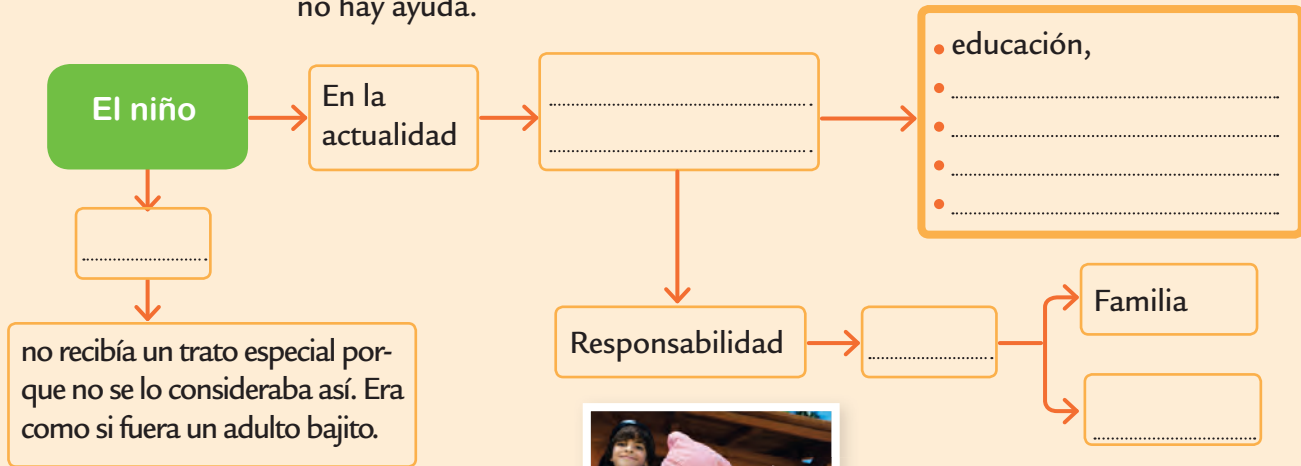 no hay ayuda.
El niño
En la
actualidad
educación,
no recibía un trato especial por-
que no se lo consideraba así. Era
como si fuera un adulto bajito.
Responsabilidad
Familia